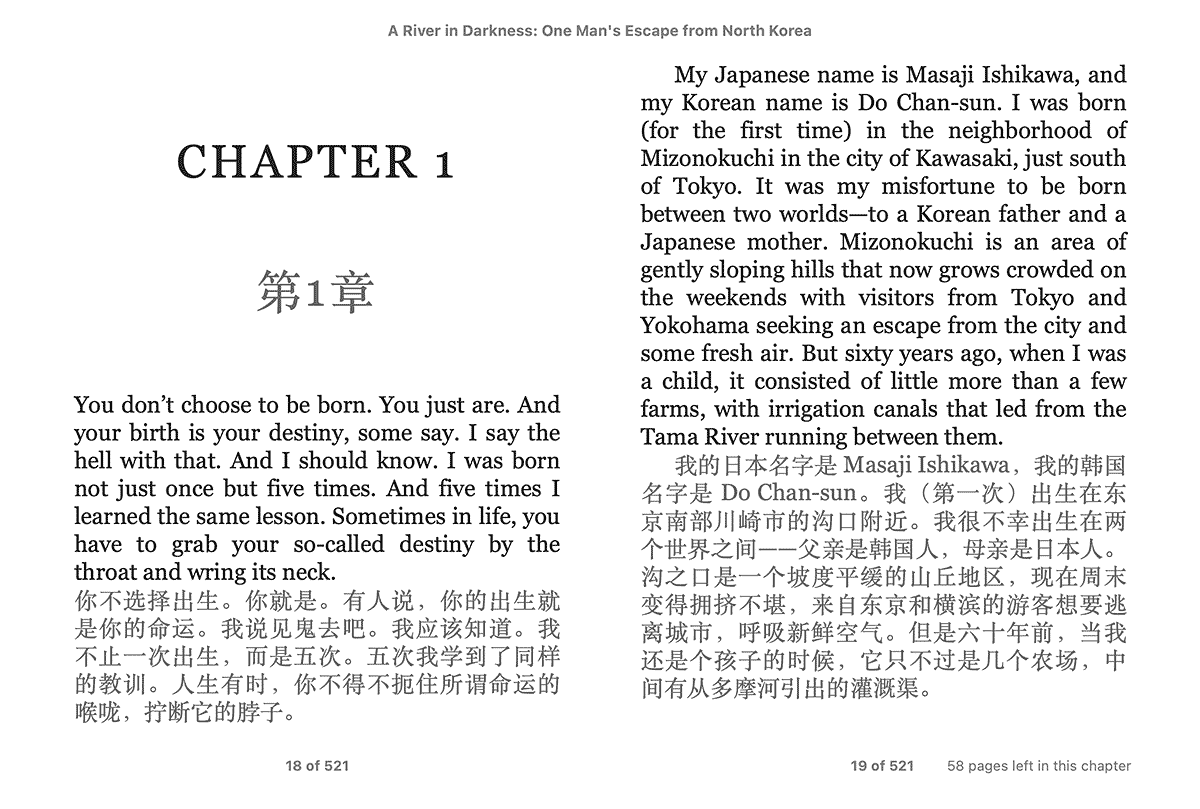 A River in Darkness: One Man's Escape from North Korea
CHAPTER 1
第1章
You don’t choose to be born. You just are. And
your birth is your destiny, some say. I say the
hell with that. And I should know. I was born
not just once but five times. And five times I
learned the same lesson. Sometimes in life, you
have to grab your so-called destiny by the
throat and wring its neck.
你不选择出生。你就是。有人说，你的出生就
是你的命运。我说见鬼去吧。我应该知道。我
不止一次出生，而是五次。五次我学到了同样
的教训。人生有时，你不得不扼住所谓命运的
喉咙，拧断它的脖子。
18 of 521
My Japanese name is Masaji Ishikawa, and
my Korean name is Do Chan-sun. I was born
(for the first time) in the neighborhood of
Mizonokuchi in the city of Kawasaki, just south
of Tokyo. It was my misfortune to be born
between two worlds—to a Korean father and a
Japanese mother. Mizonokuchi is an area of
gently sloping hills that now grows crowded on
the weekends with visitors from Tokyo and
Yokohama seeking an escape from the city and
some fresh air. But sixty years ago, when I was
a child, it consisted of little more than a few
farms, with irrigation canals that led from the
Tama River running between them.
我的日本名字是 Masaji Ishikawa，我的韩国
名字是 Do Chan-sun。我（第一次）出生在东
京南部川崎市的沟口附近。我很不幸出生在两
个世界之间——父亲是韩国人，母亲是日本人。
沟之口是一个坡度平缓的山丘地区，现在周末
变得拥挤不堪，来自东京和横滨的游客想要逃
离城市，呼吸新鲜空气。但是六十年前，当我
还是个孩子的时候，它只不过是几个农场，中
间有从多摩河引出的灌溉渠。
19 of 521
58 pages left in this chapter